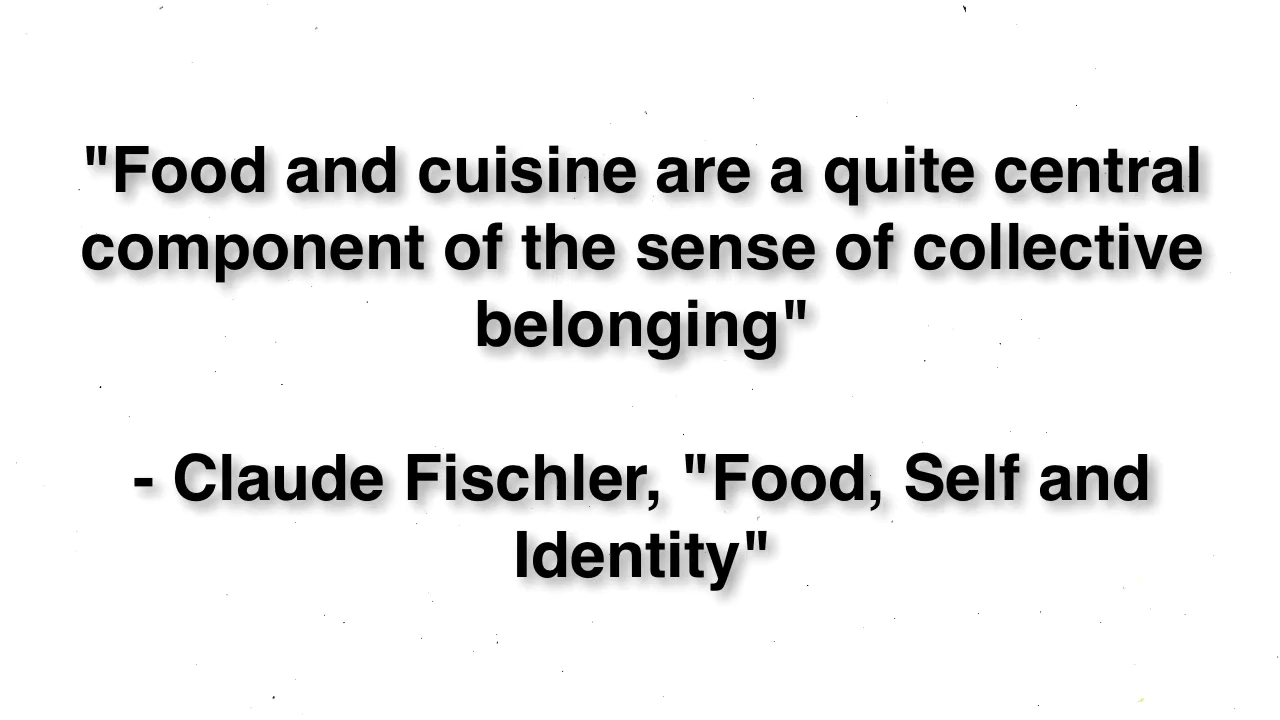 "Food and cuisine are a quite central
component of the sense of collective
belonging"
- Claude Fischler, "Food, Self and
Identity"